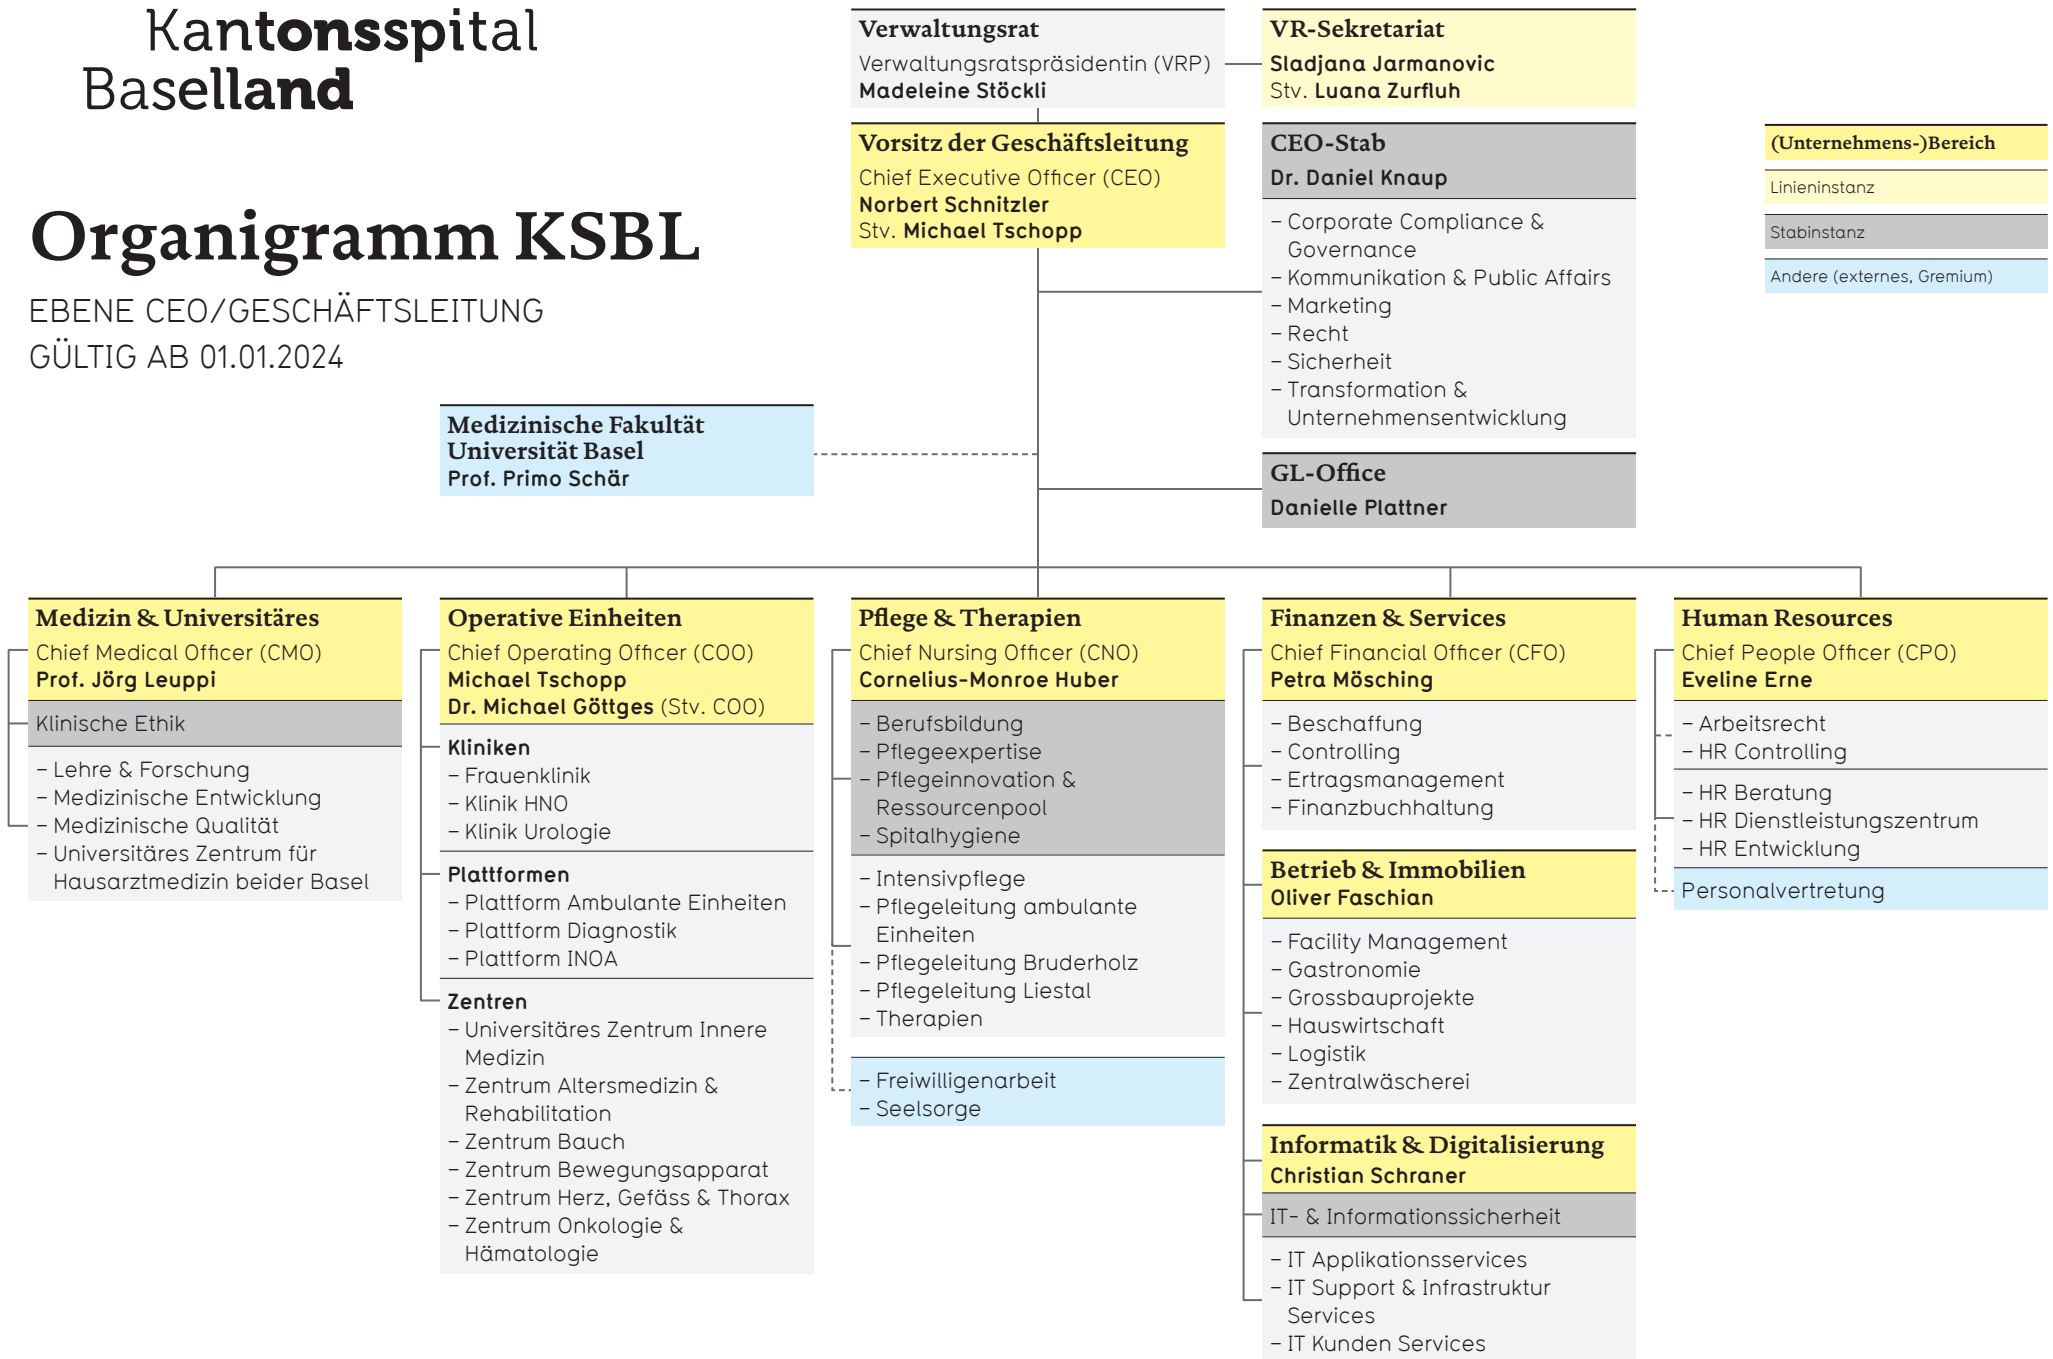 Kantonsspital
Baselland
Organigramm KSBL
EBENE CEO/GESCHÄFTSLEITUNG
GÜLTIG AB 01.01.2024
Verwaltungsrat
Verwaltungsratspräsidentin (VRP)
Madeleine Stöckli
VR-Sekretariat
Sladjana Jarmanovic
Stv. Luana Zurfluh
Vorsitz der Geschäftsleitung
Chief Executive Officer (CEO)
Norbert Schnitzler
Stv. Michael Tschopp
CEO-Stab
Dr. Daniel Knaup
– Corporate Compliance &
Governance
– Kommunikation & Public Affairs
– Marketing
– Recht
– Sicherheit
– Transformation &
Unternehmensentwicklung
(Unternehmens-)Bereich
Linieninstanz
Stabinstanz
Andere (externes, Gremium)
Medizinische Fakultät
Universität Basel
Prof. Primo Schär
GL-Office
Danielle Plattner
Medizin & Universitäres
Chief Medical Officer (CMO)
Prof. Jörg Leuppi
Klinische Ethik
– Lehre & Forschung
– Medizinische Entwicklung
– Medizinische Qualität
– Universitäres Zentrum für
Hausarztmedizin beider Basel
Operative Einheiten
Chief Operating Officer (COO)
Michael Tschopp
Dr. Michael Göttges (Stv. COO)
Kliniken
– Frauenklinik
– Klinik HNO
– Klinik Urologie
Plattformen
– Plattform Ambulante Einheiten
– Plattform Diagnostik
– Plattform INOA
Zentren
– Universitäres Zentrum Innere
Medizin
– Zentrum Altersmedizin &
Rehabilitation
– Zentrum Bauch
– Zentrum Bewegungsapparat
– Zentrum Herz, Gefäss & Thorax
– Zentrum Onkologie &
Hämatologie
Pflege & Therapien
Chief Nursing Officer (CNO)
Cornelius-Monroe Huber
– Berufsbildung
– Pflegeexpertise
– Pflegeinnovation &
Ressourcenpool
– Spitalhygiene
– Intensivpflege
– Pflegeleitung ambulante
Einheiten
– Pflegeleitung Bruderholz
– Pflegeleitung Liestal
– Therapien
– Freiwilligenarbeit
– Seelsorge
Finanzen & Services
Chief Financial Officer (CFO)
Petra Mösching
– Beschaffung
– Controlling
– Ertragsmanagement
– Finanzbuchhaltung
Betrieb & Immobilien
Oliver Faschian
– Facility Management
– Gastronomie
– Grossbauprojekte
– Hauswirtschaft
– Logistik
– Zentralwäscherei
Informatik & Digitalisierung
Christian Schraner
IT- & Informationssicherheit
– IT Applikationsservices
– IT Support & Infrastruktur
Services
– IT Kunden Services
Human Resources
Chief People Officer (CPO)
Eveline Erne
– Arbeitsrecht
– HR Controlling
– HR Beratung
– HR Dienstleistungszentrum
– HR Entwicklung
Personalvertretung